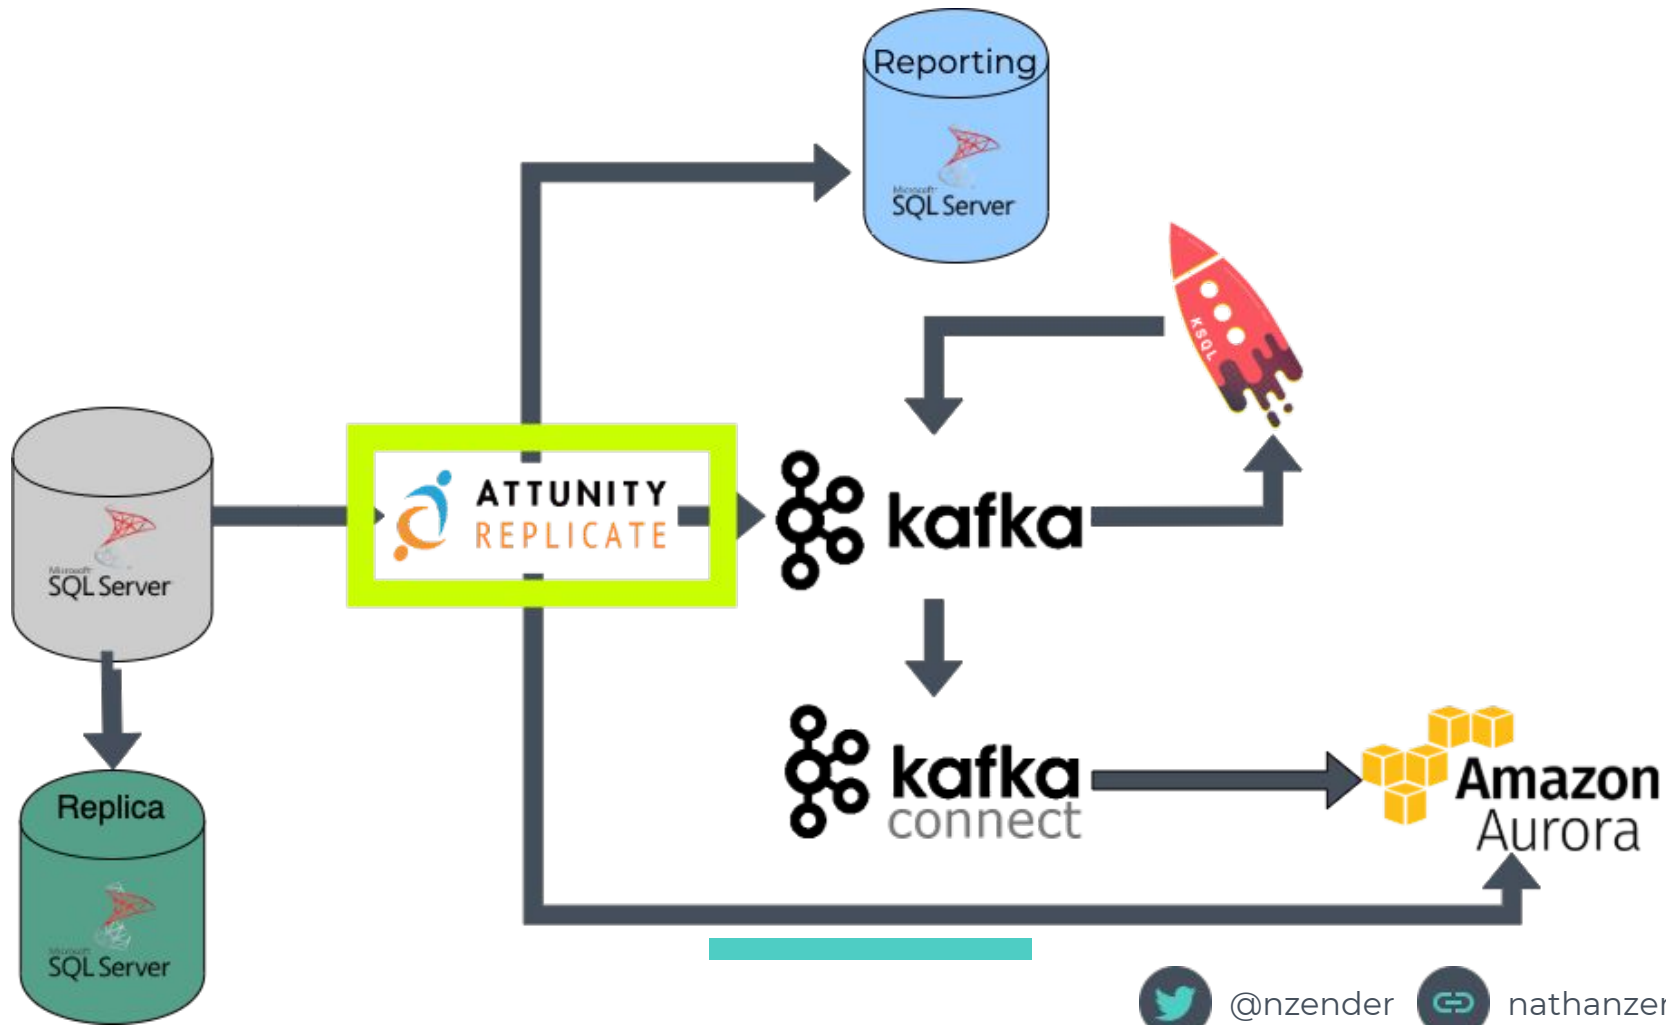 Reporting
Microsoft
SQL Server
KSQL
ATTUNITY
REPLICATE
kafka
Microsoft
SQL Server
kafka
connect
Amazon
Aurora
Replica
Microsoft
SQL Server
@nzender
nathanzen